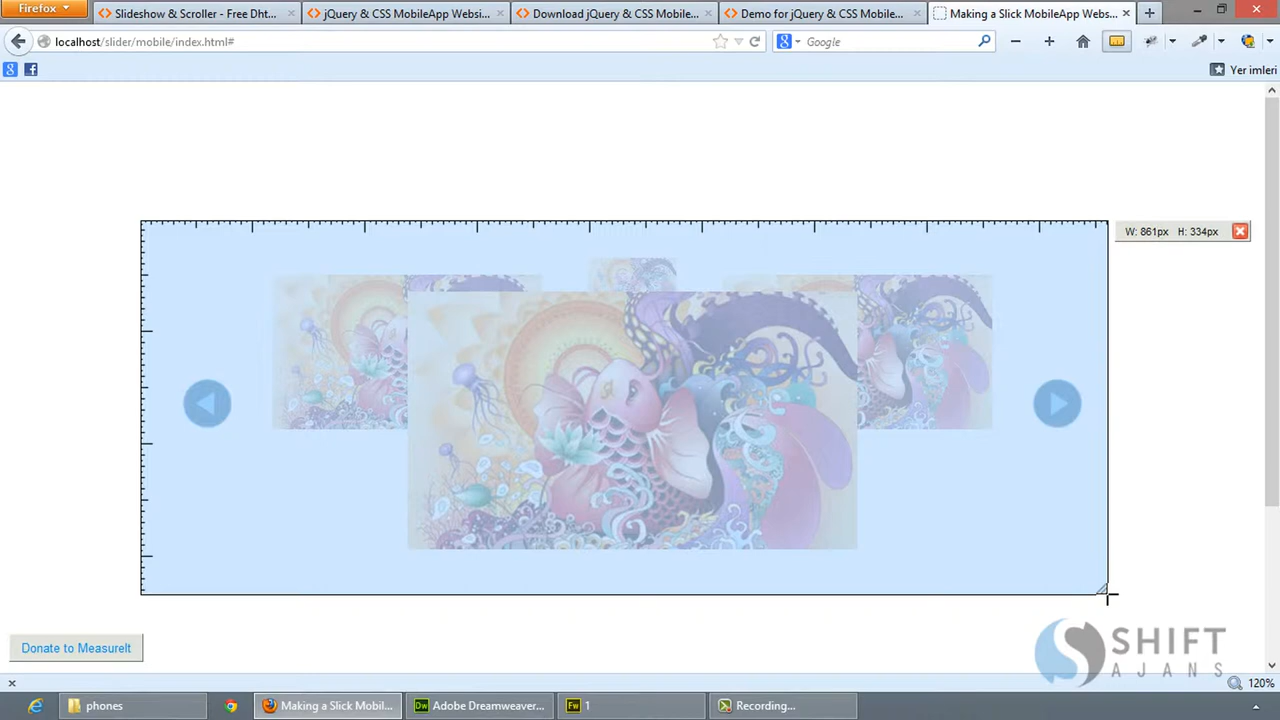 Firefox
Slideshow & Scroller - Free Dht...
jQuery & CSS MobileApp Websi...
Download jQuery & CSS Mobile...
Demo for jQuery & CSS Mobile...
Making a Slick MobileApp Webs...
localhost/slider/mobile/index.html#
Google
Yer imleri
W: 861px H: 334px
Donate to MeasureIt
SHIFT
AJANS
120%
phones
Making a Slick Mobil...
Adobe Dreamweaver...
1
Recording...